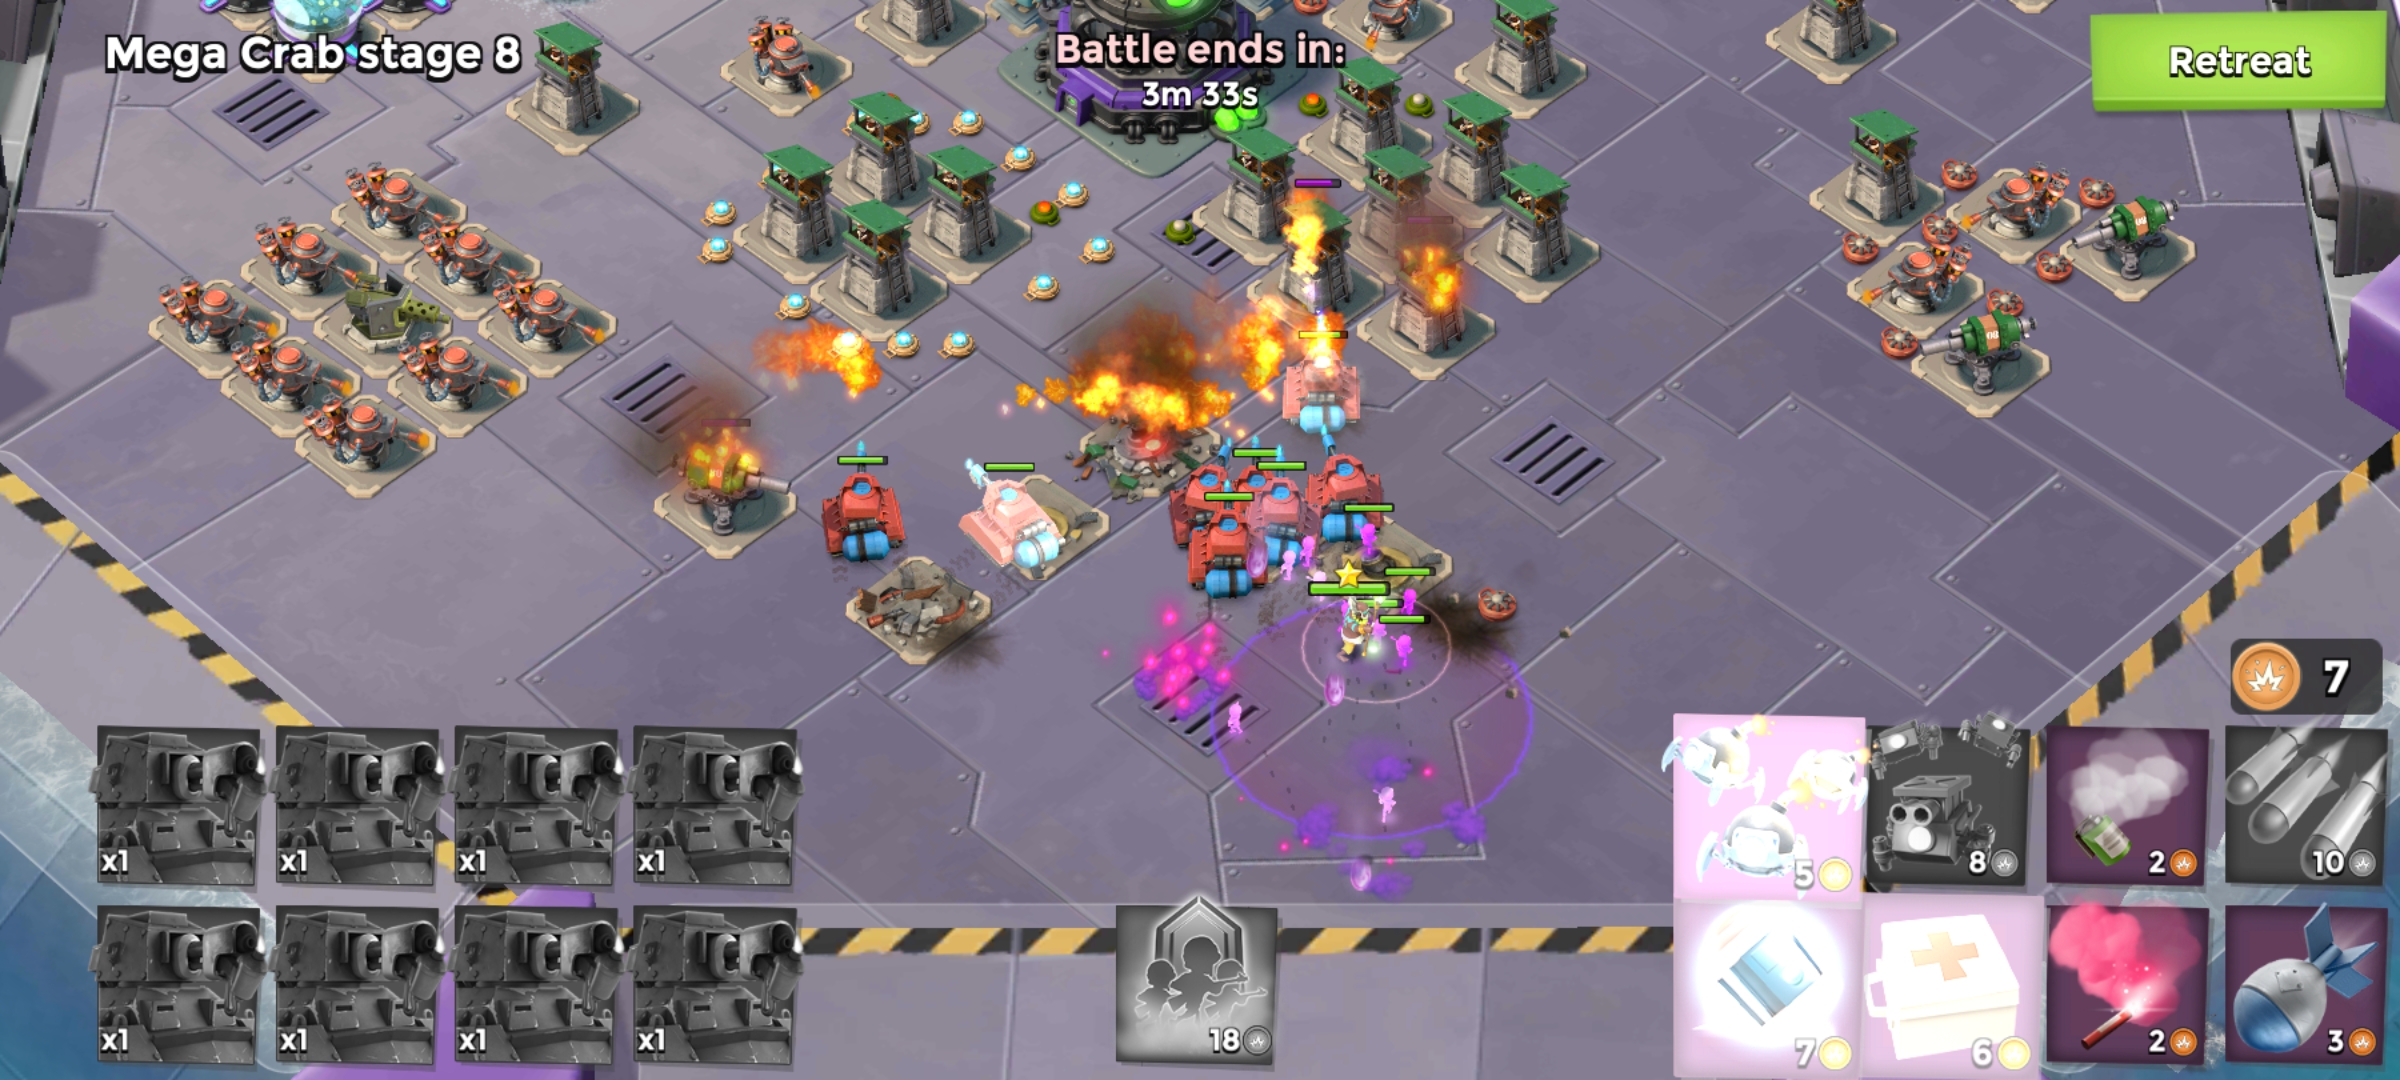 Mega Crab stage 8
Battle ends in:
3m 33s
Retreat
7
x1
x1
x1
x1
5
8
2
10
x1
x1
x1
x1
18
7
6
2
3